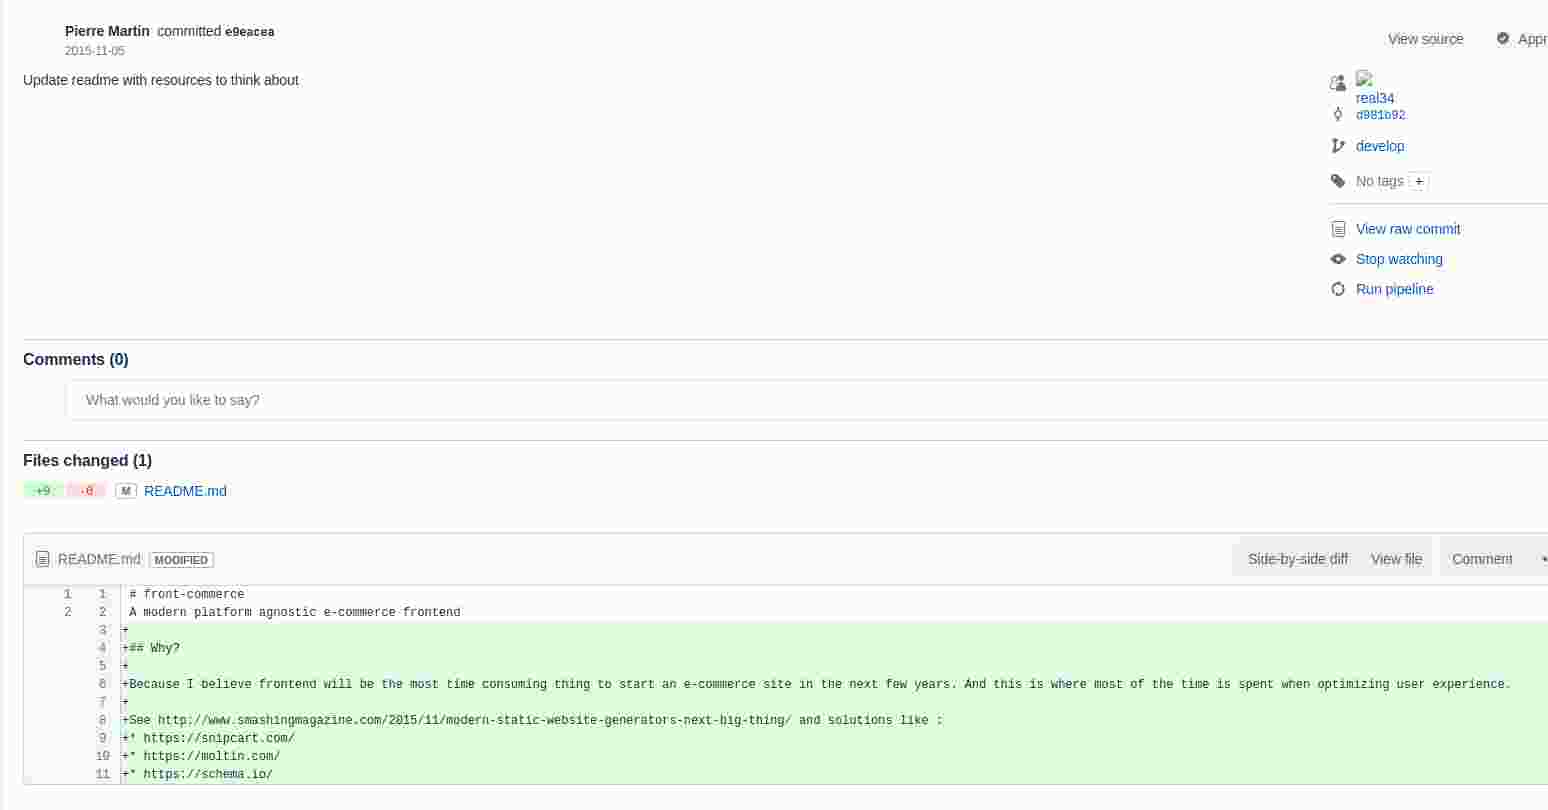 Pierre Martin committed e9eacea
2015-11-05
View source Appr
Update readme with resources to think about
real34
d981b92
develop
No tags +
View raw commit
Stop watching
Run pipeline
Comments (0)
What would you like to say?
Files changed (1)
+9 -0 M README.md
README.md MODIFIED Side-by-side diff View file Comment
1 1 # front-commerce
2 2 A modern platform agnostic e-commerce frontend
3 +
4 +## Why?
5 +
6 +Because I believe frontend will be the most time consuming thing to start an e-commerce site in the next few years. And this is where most of the time is spent when optimizing user experience.
7 +
8 +See http://www.smashingmagazine.com/2015/11/modern-static-website-generators-next-big-thing/ and solutions like :
9 +* https://snipcart.com/
10 +* https://moltin.com/
11 +* https://schema.io/